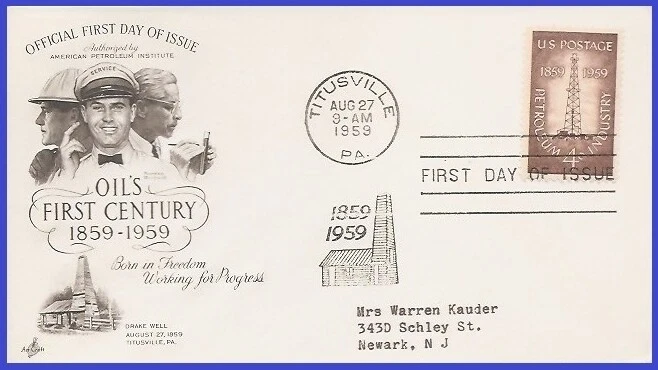 OFFICIAL FIRST DAY OF ISSUE
Authorized by
AMERICAN PETROLEUM INSTITUTE
SERVICE
OIL'S
FIRST CENTURY
1859-1959
Born in Freedom
Working for Progress
DRAKE WELL
AUGUST 27, 1859
TITUSVILLE, PA.
ArtCraft
TITUSVILLE
AUG 27
9-AM
1959
PA.
1859
1959
U.S. POSTAGE
1859 1959
PETROLEUM INDUSTRY
4¢
FIRST DAY OF ISSUE
Mrs Warren Kauder
343D Schley St.
Newark, N J